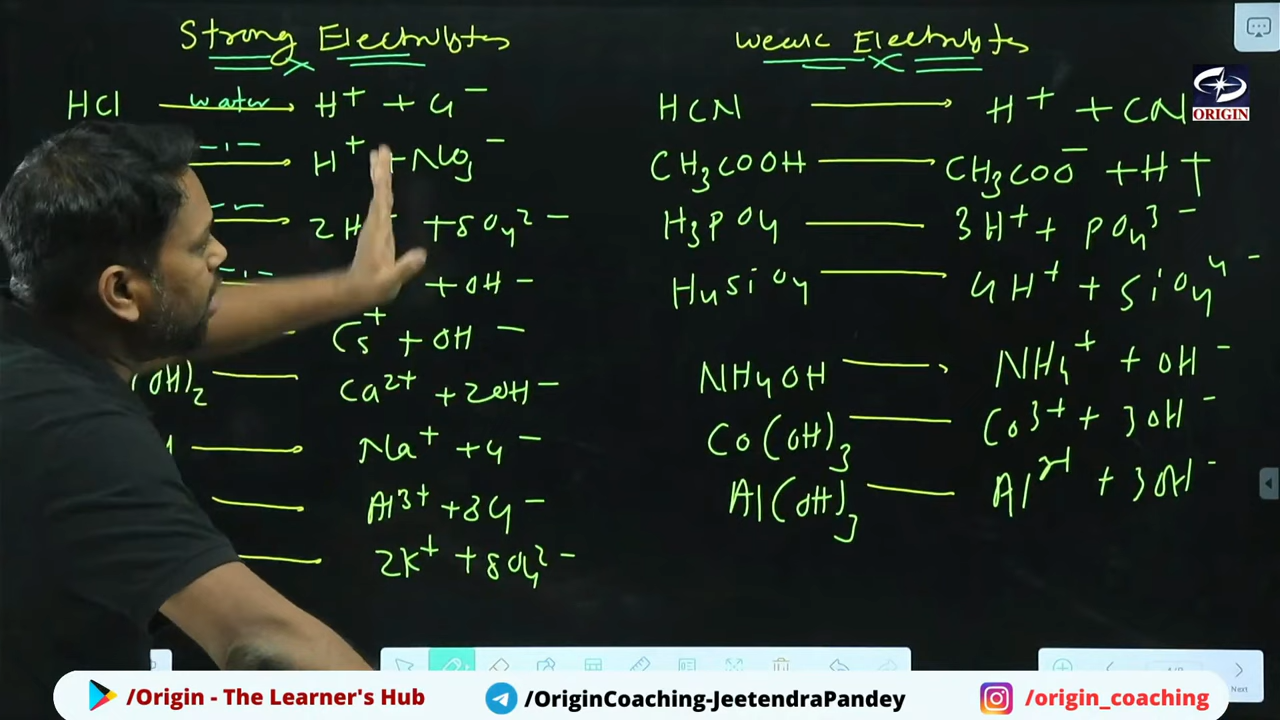 Strong Electrolytes
HCl water H⁺ + Cl⁻
-ı- H⁺ + NO₃⁻
2H⁺ + SO₄²⁻
-ı- + OH⁻
Cs⁺ + OH⁻
(OH)₂ Ca²⁺ + 2OH⁻
Na⁺ + Cl⁻
Al³⁺ + 3Cl⁻
2K⁺ + SO₄²⁻
Weak Electrolytes
HCN H⁺ + CN
CH₃COOH CH₃COO⁻ + H⁺
H₃PO₄ 3H⁺ + PO₄³⁻
H₄SiO₄ 4H⁺ + SiO₄⁴⁻
NH₄OH NH₄⁺ + OH⁻
Co(OH)₃ Co³⁺ + 3OH⁻
Al(OH)₃ Al³⁺ + 3OH⁻
ORIGIN
Next
/Origin - The Learner's Hub
/OriginCoaching-JeetendraPandey
/origin_coaching